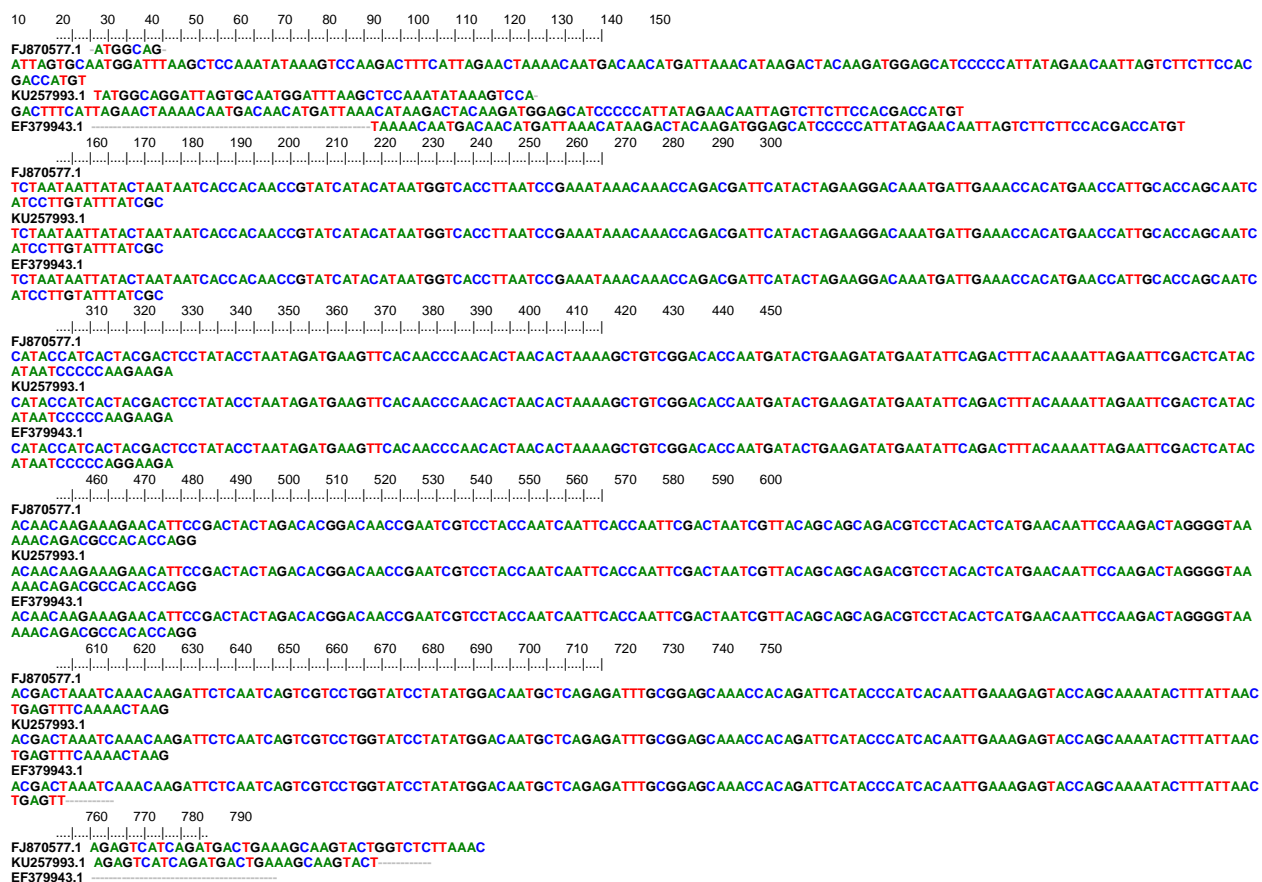 10 20 30 40 50 60 70 80 90 100 110 120 130 140 150
....|....|....|....|....|....|....|....|....|....|....|....|....|....|....|....|....|....|....|....|....|....|....|....|....|....|....|....|....|....|
FJ870577.1 -ATGGCAG-
ATTAGTGCAATGGATTTAAGCTCCAAATATAAAGTCCAAGACTTTCATTAGAACTAAAACAATGACAACATGATTAAACATAAGACTACAAGATGGAGCATCCCCCATTATAGAACAATTAGTCTTCTTCCAC
GACCATGT
KU257993.1 TATGGCAGGATTAGTGCAATGGATTTAAGCTCCAAATATAAAGTCCA-
GACTTTCATTAGAACTAAAACAATGACAACATGATTAAACATAAGACTACAAGATGGAGCATCCCCCATTATAGAACAATTAGTCTTCTTCCACGACCATGT
EF379943.1 ---------------------------------------------------------------TAAAACAATGACAACATGATTAAACATAAGACTACAAGATGGAGCATCCCCCATTATAGAACAATTAGTCTTCTTCCACGACCATGT
160 170 180 190 200 210 220 230 240 250 260 270 280 290 300
....|....|....|....|....|....|....|....|....|....|....|....|....|....|....|....|....|....|....|....|....|....|....|....|....|....|....|....|....|....|
FJ870577.1
TCTAATAATTATACTAATAATCACCACAACCGTATCATACATAATGGTCACCTTAATCCGAAATAAACAAACCAGACGATTCATACTAGAAGGACAAATGATTGAAACCACATGAACCATTGCACCAGCAATC
ATCCTTGTATTTATCGC
KU257993.1
TCTAATAATTATACTAATAATCACCACAACCGTATCATACATAATGGTCACCTTAATCCGAAATAAACAAACCAGACGATTCATACTAGAAGGACAAATGATTGAAACCACATGAACCATTGCACCAGCAATC
ATCCTTGTATTTATCGC
EF379943.1
TCTAATAATTATACTAATAATCACCACAACCGTATCATACATAATGGTCACCTTAATCCGAAATAAACAAACCAGACGATTCATACTAGAAGGACAAATGATTGAAACCACATGAACCATTGCACCAGCAATC
ATCCTTGTATTTATCGC
310 320 330 340 350 360 370 380 390 400 410 420 430 440 450
....|....|....|....|....|....|....|....|....|....|....|....|....|....|....|....|....|....|....|....|....|....|....|....|....|....|....|....|....|....|
FJ870577.1
CATACCATCACTACGACTCCTATACCTAATAGATGAAGTTCACAACCCAACACTAACACTAAAAGCTGTCGGACACCAATGATACTGAAGATATGAATATTCAGACTTTACAAAATTAGAATTCGACTCATAC
ATAATCCCCCAAGAAGA
KU257993.1
CATACCATCACTACGACTCCTATACCTAATAGATGAAGTTCACAACCCAACACTAACACTAAAAGCTGTCGGACACCAATGATACTGAAGATATGAATATTCAGACTTTACAAAATTAGAATTCGACTCATAC
ATAATCCCCCAAGAAGA
EF379943.1
CATACCATCACTACGACTCCTATACCTAATAGATGAAGTTCACAACCCAACACTAACACTAAAAGCTGTCGGACACCAATGATACTGAAGATATGAATATTCAGACTTTACAAAATTAGAATTCGACTCATAC
ATAATCCCCCAGGAAGA
460 470 480 490 500 510 520 530 540 550 560 570 580 590 600
....|....|....|....|....|....|....|....|....|....|....|....|....|....|....|....|....|....|....|....|....|....|....|....|....|....|....|....|....|....|
FJ870577.1
ACAACAAGAAAGAACATTCCGACTACTAGACACGGACAACCGAATCGTCCTACCAATCAATTCACCAATTCGACTAATCGTTACAGCAGCAGACGTCCTACACTCATGAACAATTCCAAGACTAGGGGTAA
AAACAGACGCCACACCAGG
KU257993.1
ACAACAAGAAAGAACATTCCGACTACTAGACACGGACAACCGAATCGTCCTACCAATCAATTCACCAATTCGACTAATCGTTACAGCAGCAGACGTCCTACACTCATGAACAATTCCAAGACTAGGGGTAA
AAACAGACGCCACACCAGG
EF379943.1
ACAACAAGAAAGAACATTCCGACTACTAGACACGGACAACCGAATCGTCCTACCAATCAATTCACCAATTCGACTAATCGTTACAGCAGCAGACGTCCTACACTCATGAACAATTCCAAGACTAGGGGTAA
AAACAGACGCCACACCAGG
610 620 630 640 650 660 670 680 690 700 710 720 730 740 750
....|....|....|....|....|....|....|....|....|....|....|....|....|....|....|....|....|....|....|....|....|....|....|....|....|....|....|....|....|....|
FJ870577.1
ACGACTAAATCAAACAAGATTCTCAATCAGTCGTCCTGGTATCCTATATGGACAATGCTCAGAGATTTGCGGAGCAAACCACAGATTCATACCCATCACAATTGAAAGAGTACCAGCAAAATACTTTATTAAC
TGAGTTTCAAAACTAAG
KU257993.1
ACGACTAAATCAAACAAGATTCTCAATCAGTCGTCCTGGTATCCTATATGGACAATGCTCAGAGATTTGCGGAGCAAACCACAGATTCATACCCATCACAATTGAAAGAGTACCAGCAAAATACTTTATTAAC
TGAGTTTCAAAACTAAG
EF379943.1
ACGACTAAATCAAACAAGATTCTCAATCAGTCGTCCTGGTATCCTATATGGACAATGCTCAGAGATTTGCGGAGCAAACCACAGATTCATACCCATCACAATTGAAAGAGTACCAGCAAAATACTTTATTAAC
TGAGTT-----------
760 770 780 790
....|....|....|....|....|....|....|....|..
FJ870577.1 AGAGTCATCAGATGACTGAAAGCAAGTACTGGTCTCTTAAAC
KU257993.1 AGAGTCATCAGATGACTGAAAGCAAGTACT------------
EF379943.1 ------------------------------------------